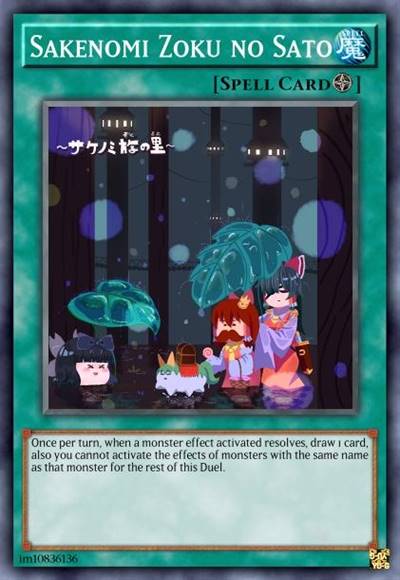 Sakenomi Zoku no Sato
魔
[Spell Card]
～サケノミ族の里～
Once per turn, when a monster effect activated resolves, draw 1 card,
also you cannot activate the effects of monsters with the same name
as that monster for the rest of this Duel.
im10836136